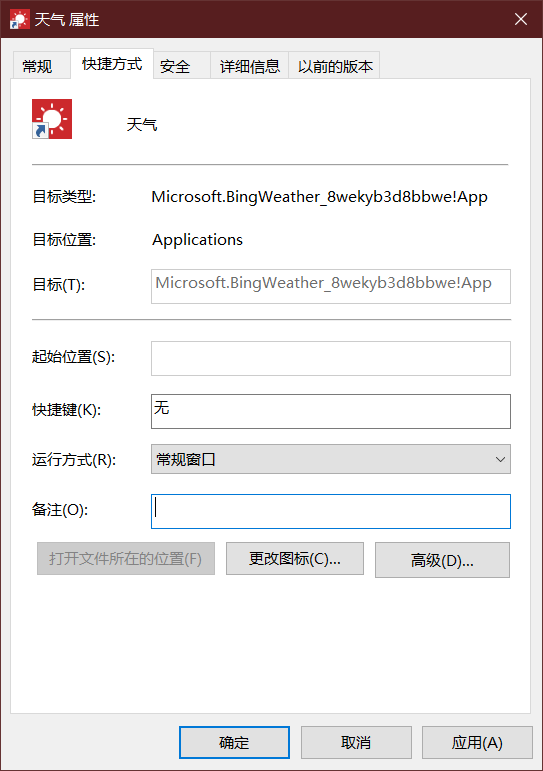 天气 属性
常规 快捷方式 安全 详细信息 以前的版本
天气
目标类型: Microsoft.BingWeather_8wekyb3d8bbwe!App
目标位置: Applications
目标(T): Microsoft.BingWeather_8wekyb3d8bbwe!App
起始位置(S):
快捷键(K): 无
运行方式(R): 常规窗口
备注(O):
打开文件所在的位置(F) 更改图标(C)... 高级(D)...
确定 取消 应用(A)